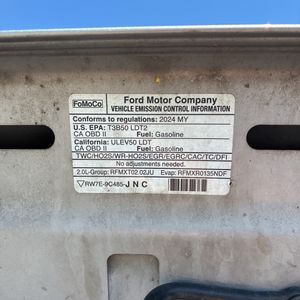 FoMoCo
Ford Motor Company
VEHICLE EMISSION CONTROL INFORMATION
Conforms to regulations: 2024 MY
U.S. EPA: T3B50 LDT2
CA OBD II Fuel: Gasoline
California: ULEV50 LDT
CA OBD II Fuel: Gasoline
TWC/HO2S/WR-HO2S/EGR/EGRC/CAC/TC/DFI
No adjustments needed.
2.0L-Group: RFMXT02.02JU Evap: RFMXR0135NDF
RW7E-9C485-JNC